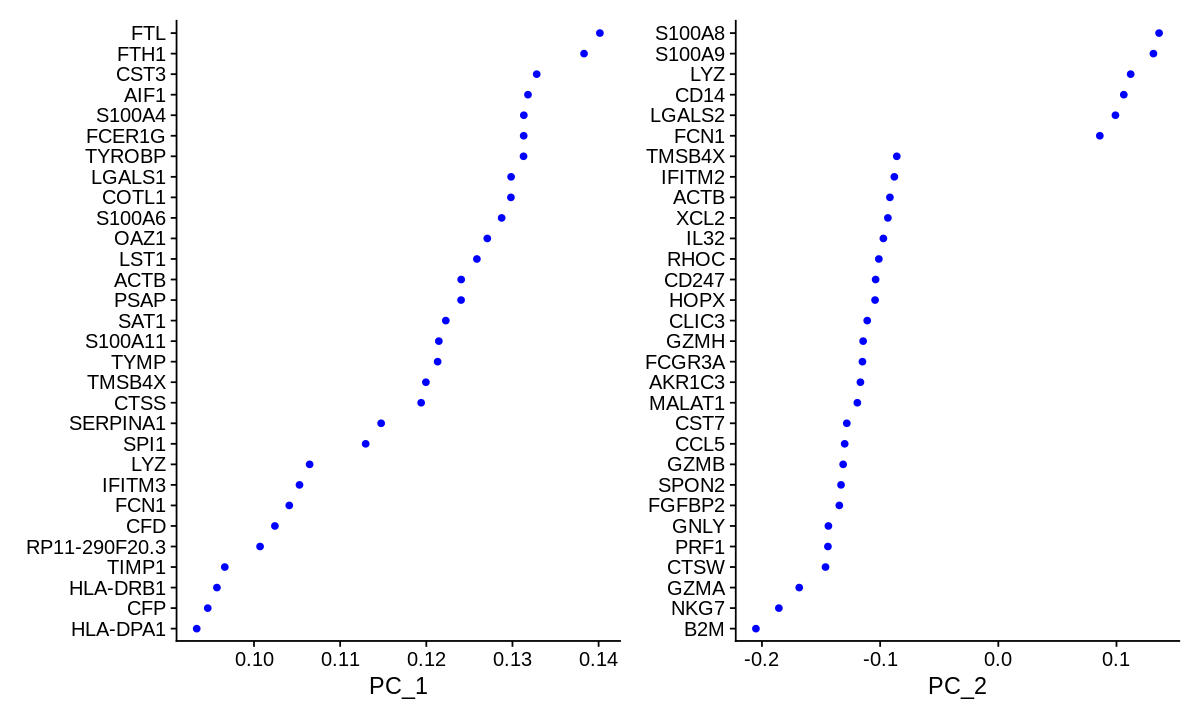 FTL
FTH1
CST3
AIF1
S100A4
FCER1G
TYROBP
LGALS1
COTL1
S100A6
OAZ1
LST1
ACTB
PSAP
SAT1
S100A11
TYMP
TMSB4X
CTSS
SERPINA1
SPI1
LYZ
IFITM3
FCN1
CFD
RP11-290F20.3
TIMP1
HLA-DRB1
CFP
HLA-DPA1
0.10 0.11 0.12 0.13 0.14
PC_1
S100A8
S100A9
LYZ
CD14
LGALS2
FCN1
TMSB4X
IFITM2
ACTB
XCL2
IL32
RHOC
CD247
HOPX
CLIC3
GZMH
FCGR3A
AKR1C3
MALAT1
CST7
CCL5
GZMB
SPON2
FGFBP2
GNLY
PRF1
CTSW
GZMA
NKG7
B2M
-0.2 -0.1 0.0 0.1
PC_2